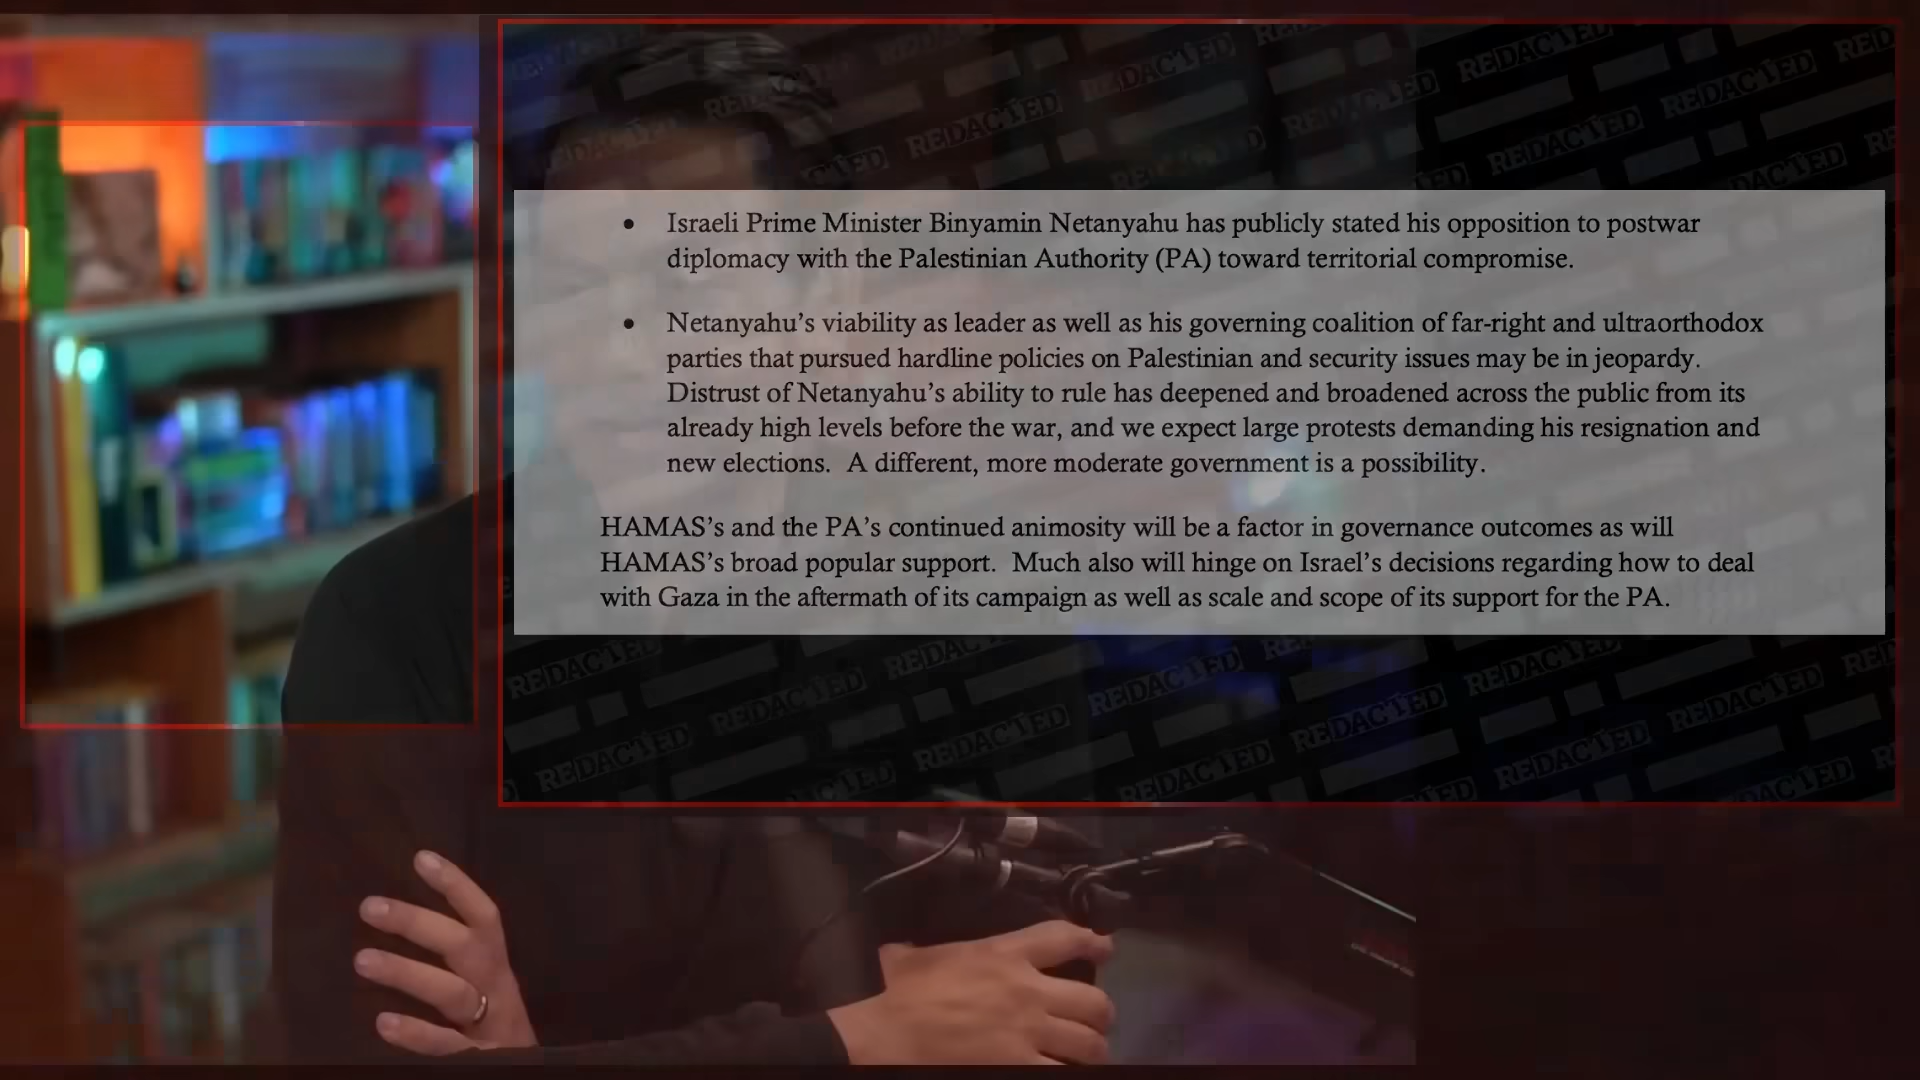 • Israeli Prime Minister Binyamin Netanyahu has publicly stated his opposition to postwar
diplomacy with the Palestinian Authority (PA) toward territorial compromise.
• Netanyahu’s viability as leader as well as his governing coalition of far-right and ultraorthodox
parties that pursued hardline policies on Palestinian and security issues may be in jeopardy.
Distrust of Netanyahu’s ability to rule has deepened and broadened across the public from its
already high levels before the war, and we expect large protests demanding his resignation and
new elections.  A different, more moderate government is a possibility.
HAMAS’s and the PA’s continued animosity will be a factor in governance outcomes as will
HAMAS’s broad popular support.  Much also will hinge on Israel’s decisions regarding how to deal
with Gaza in the aftermath of its campaign as well as scale and scope of its support for the PA.
REDACTED